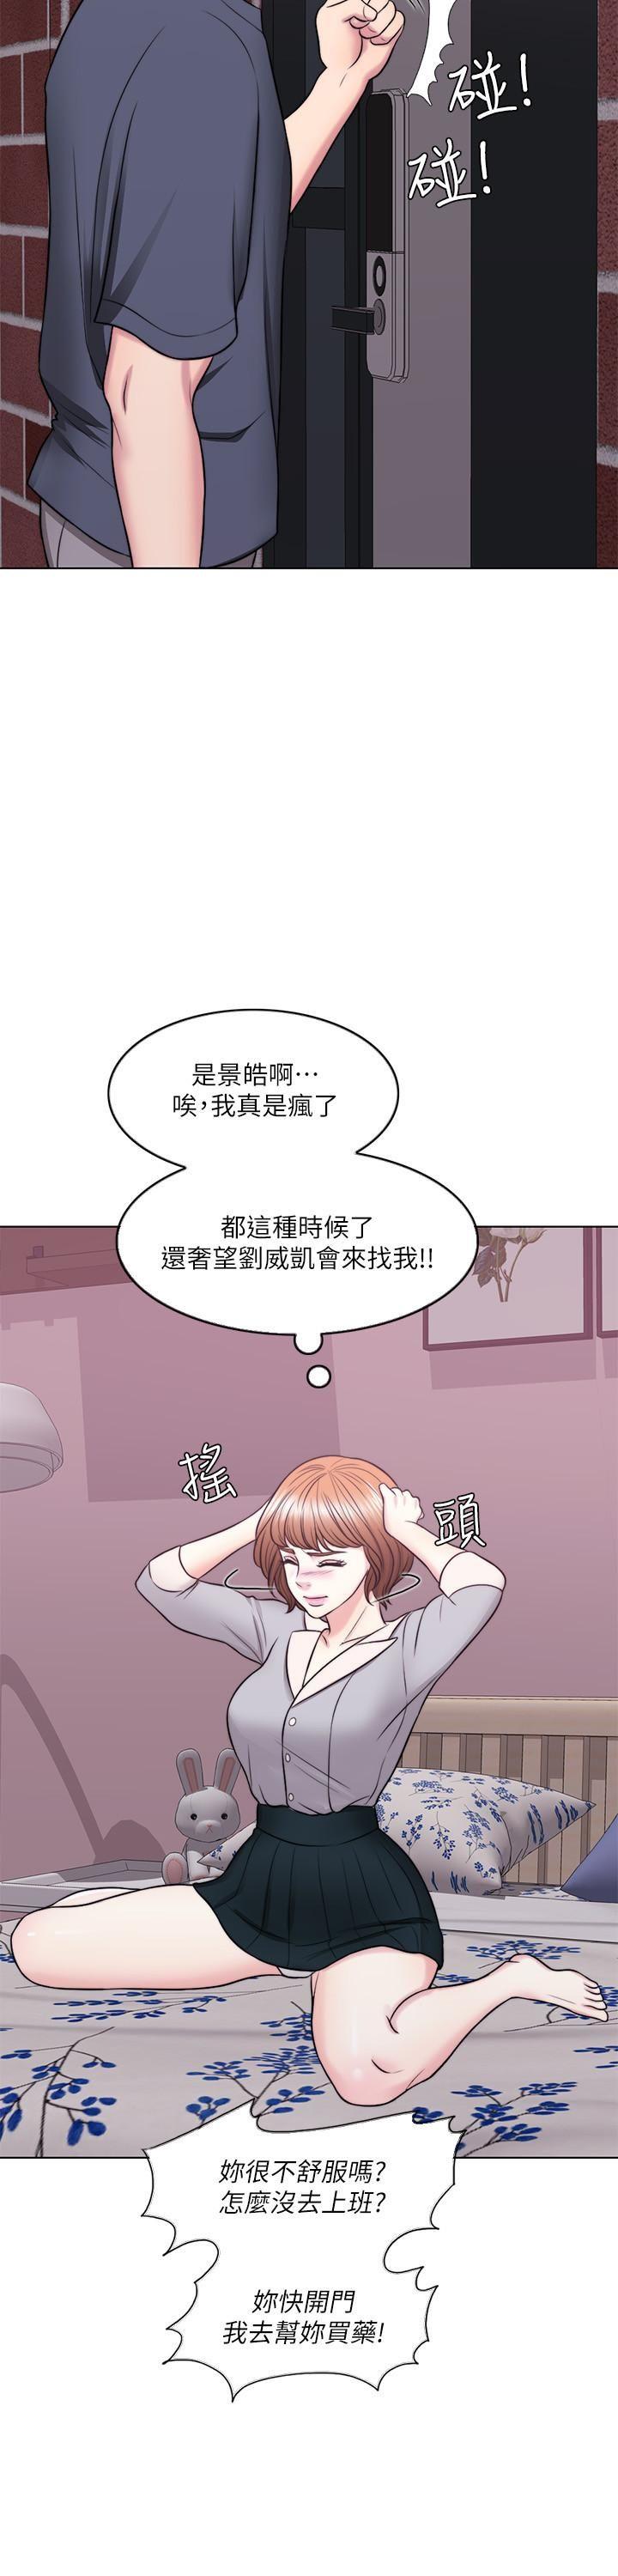 碰!
碰!
是景皓啊…
唉,我真是瘋了
都這種時候了
還奢望劉威凱會來找我!!
搖
頭
妳很不舒服嗎?
怎麼沒去上班?
妳快開門
我去幫妳買藥!